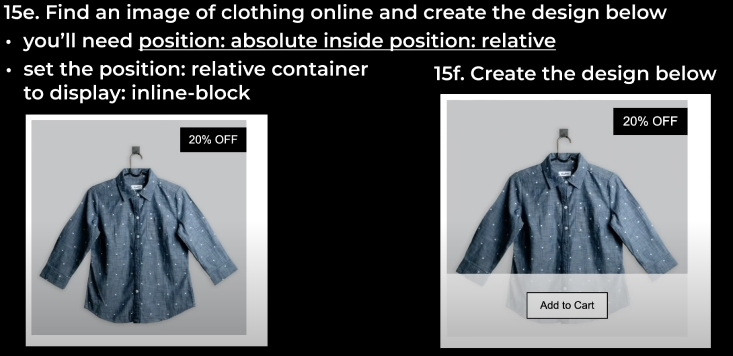 15e. Find an image of clothing online and create the design below
• you’ll need position: absolute inside position: relative
• set the position: relative container
to display: inline-block
20% OFF
15f. Create the design below
20% OFF
Add to Cart